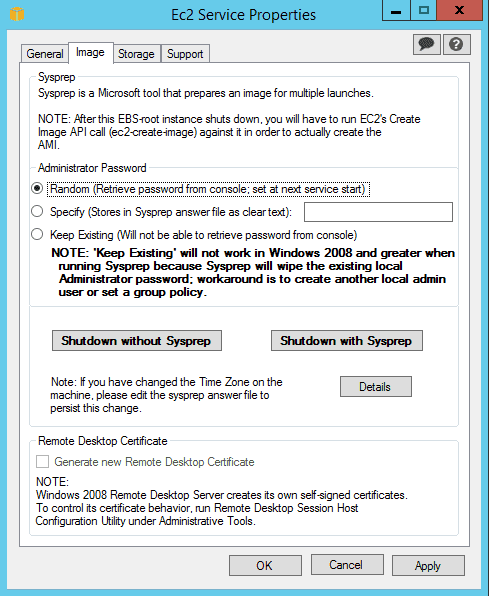 Ec2 Service Properties
General
Image
Storage
Support
Sysprep
Sysprep is a Microsoft tool that prepares an image for multiple launches.
NOTE: After this EBS-root instance shuts down, you will have to run EC2's Create
Image API call (ec2-create-image) against it in order to actually create the
AMI.
Administrator Password
Random (Retrieve password from console; set at next service start)
Specify (Stores in Sysprep answer file as clear text):
Keep Existing (Will not be able to retrieve password from console)
NOTE: 'Keep Existing' will not work in Windows 2008 and greater when
running Sysprep because Sysprep will wipe the existing local
Administrator password; workaround is to create another local admin
user or set a group policy.
Shutdown without Sysprep
Shutdown with Sysprep
Note: If you have changed the Time Zone on the
machine, please edit the sysprep answer file to
persist this change.
Details
Remote Desktop Certificate
Generate new Remote Desktop Certificate
NOTE:
Windows 2008 Remote Desktop Server creates its own self-signed certificates.
To control its certificate behavior, run Remote Desktop Session Host
Configuration Utility under Administrative Tools.
OK
Cancel
Apply